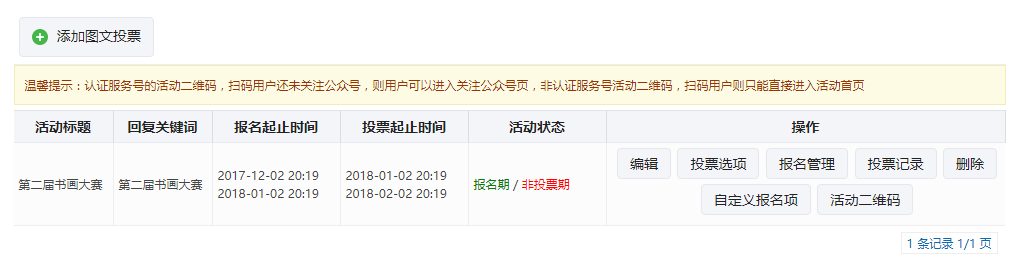 添加图文投票
温馨提示：认证服务号的活动二维码，扫码用户还未关注公众号，则用户可以进入关注公众号页，非认证服务号活动二维码，扫码用户则只能直接进入活动首页
活动标题 回复关键词 报名起止时间 投票起止时间 活动状态 操作
第二届书画大赛 第二届书画大赛 2017-12-02 20:19 2018-01-02 20:19 报名期 / 非投票期 编辑 投票选项 报名管理 投票记录 删除
2018-01-02 20:19 2018-02-02 20:19 自定义报名项 活动二维码
1 条记录 1/1 页